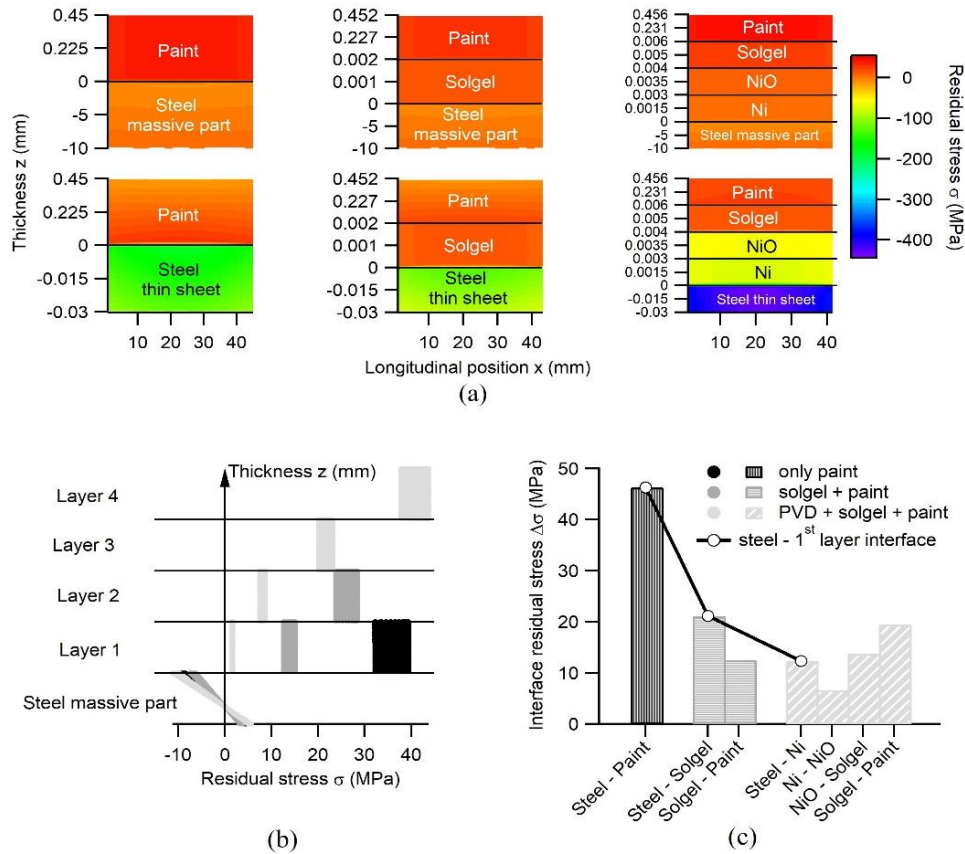 0.45
0.225
0
-5
-10
Paint
Steel
massive part
0.452
0.225
0.002
0.001
0
-5
-10
Paint
Solgel
Steel
massive part
0.456
0.231
0.006
0.005
0.004
0.0035
0.003
0.0015
0
-5
-10
Paint
Solgel
NiO
Ni
Steel massive part
0.45
0.225
0
-0.015
-0.03
Paint
Steel
thin sheet
10 20 30 40
0.452
0.225
0.002
0.001
0
-0.015
-0.03
Paint
Solgel
Steel
thin sheet
10 20 30 40
0.456
0.231
0.006
0.005
0.004
0.0035
0.003
0.0015
0
-0.015
-0.03
Paint
Solgel
NiO
Ni
Steel thin sheet
10 20 30 40
Thickness z (mm)
Longitudinal position x (mm)
0
-100
-200
-300
-400
Residual stress σ (MPa)
(a)
Thickness z (mm)
Layer 4
Layer 3
Layer 2
Layer 1
Steel massive part
-10 0 10 20 30 40
Residual stress σ (MPa)
(b)
Interface residual stress Δσ (MPa)
50
40
30
20
10
0
only paint
solgel + paint
PVD + solgel + paint
steel - 1st layer interface
Steel - Paint
Steel - Solgel
Solgel - Paint
Steel - Ni
Ni - NiO
NiO - Solgel
Solgel - Paint
(c)